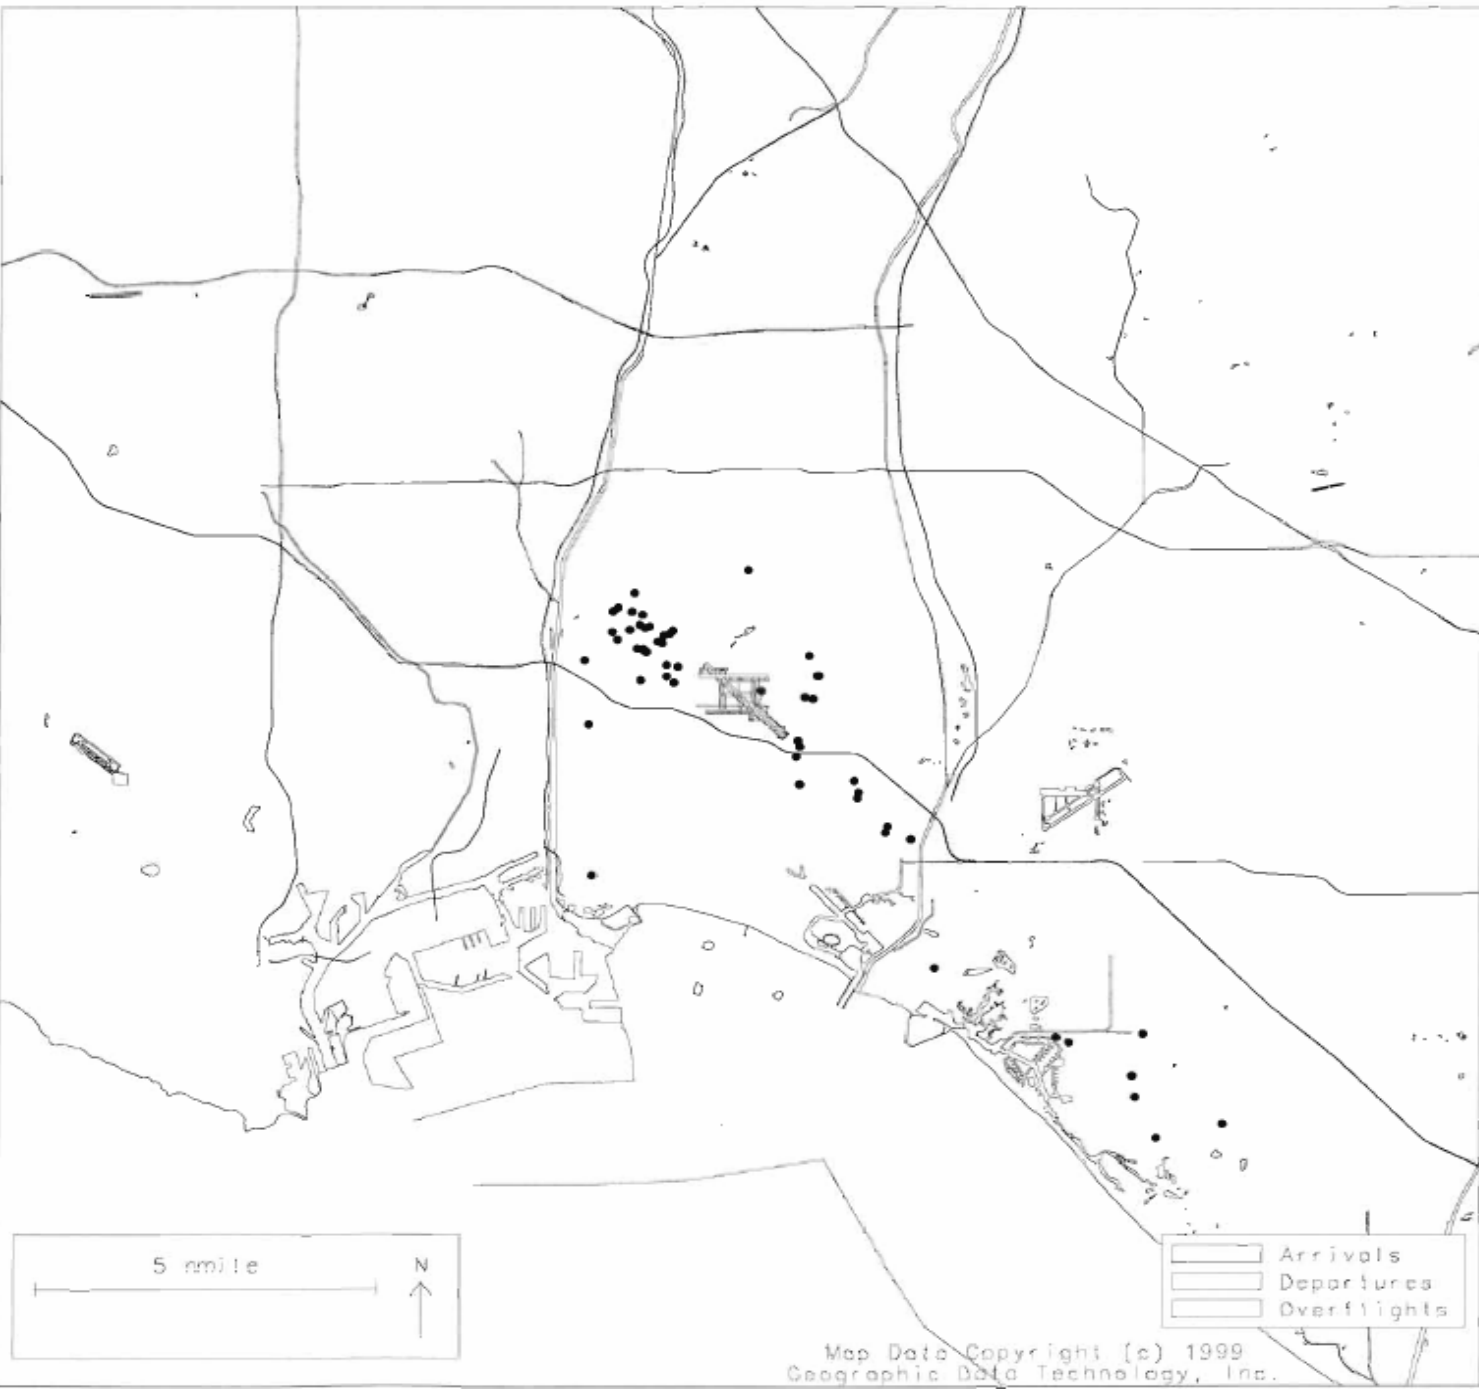 5 nmile
N
Arrivals
Departures
Overflights
Map Data Copyright (c) 1999
Geographic Data Technology, Inc.